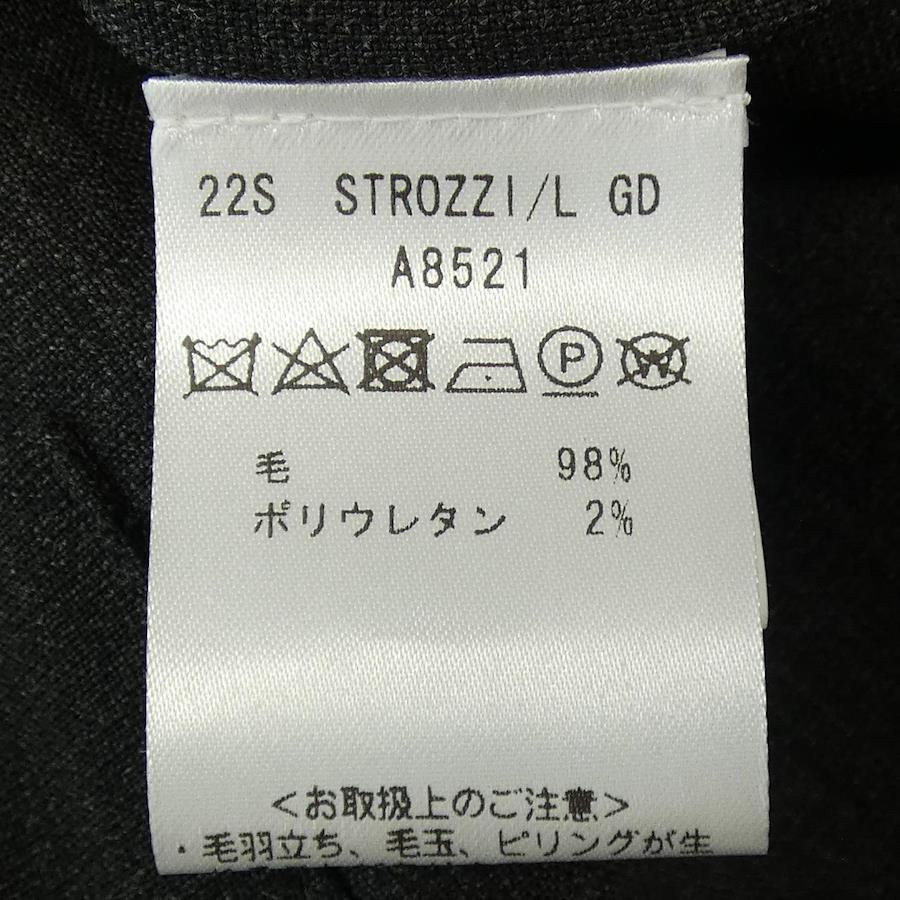 22S STROZZI/L GD
A8521
P W
毛 98%
ポリウレタン 2%
<お取扱上のご注意>
・毛羽立ち、毛玉、ピリングが生